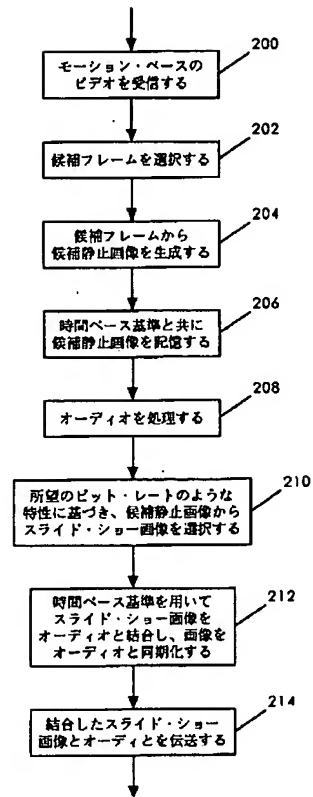 200
モーション・ベースの
ビデオを受信する
202
候補フレームを選択する
204
候補フレームから
候補静止画像を生成する
206
時間ベース基準と共に
候補静止画像を記憶する
208
オーディオを処理する
210
所望のビット・レートのような
特性に基づき、候補静止画像から
スライド・ショー画像を選択する
212
時間ベース基準を用いて
スライド・ショー画像を
オーディオと結合し、画像を
オーディオと同期化する
214
結合したスライド・ショー
画像とオーディとを伝送する